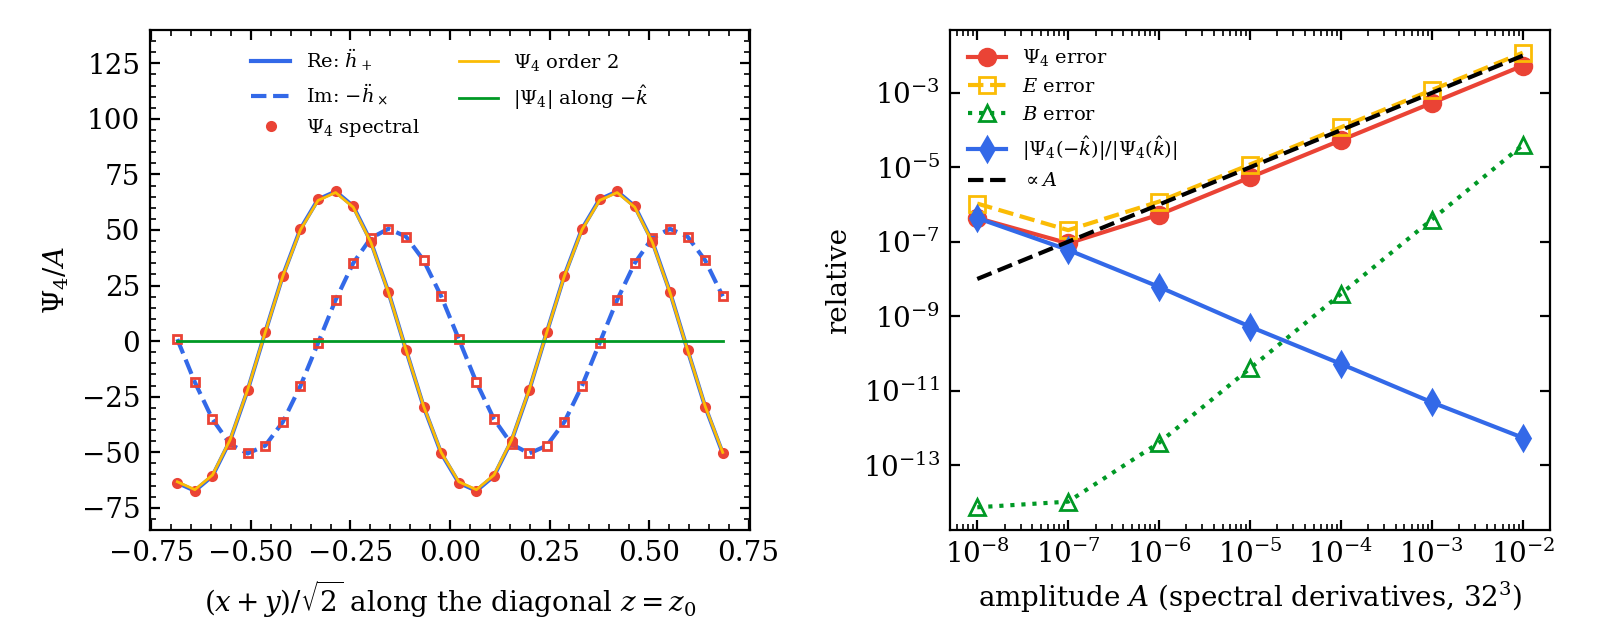 Re: ḧ₊
Im: −ḧ×
Ψ₄ spectral
Ψ₄ order 2
|Ψ₄| along −k̂
125
100
75
50
25
0
−25
−50
−75
Ψ₄/A
−0.75 −0.50 −0.25 0.00 0.25 0.50 0.75
(x + y)/√2 along the diagonal z = z₀
Ψ₄ error
E error
B error
|Ψ₄(−k̂)|/|Ψ₄(k̂)|
∝ A
10⁻³
10⁻⁵
10⁻⁷
10⁻⁹
10⁻¹¹
10⁻¹³
relative
10⁻⁸ 10⁻⁷ 10⁻⁶ 10⁻⁵ 10⁻⁴ 10⁻³ 10⁻²
amplitude A (spectral derivatives, 32³)